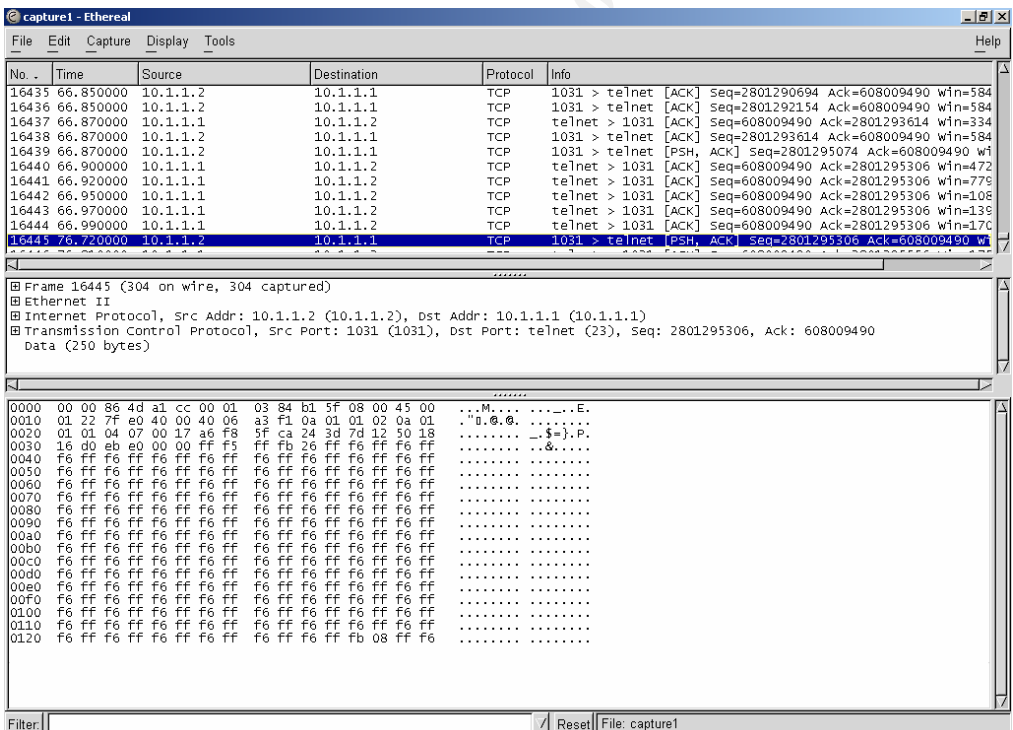 capture1 - Ethereal
File Edit Capture Display Tools Help
No. . Time Source Destination Protocol Info
16435 66.850000 10.1.1.2 10.1.1.1 TCP 1031 > telnet [ACK] Seq=2801290694 Ack=608009490 Win=584
16436 66.850000 10.1.1.2 10.1.1.1 TCP 1031 > telnet [ACK] Seq=2801292154 Ack=608009490 Win=584
16437 66.870000 10.1.1.1 10.1.1.2 TCP telnet > 1031 [ACK] Seq=608009490 Ack=2801293614 Win=334
16438 66.870000 10.1.1.2 10.1.1.1 TCP 1031 > telnet [ACK] Seq=2801293614 Ack=608009490 Win=584
16439 66.870000 10.1.1.2 10.1.1.1 TCP 1031 > telnet [PSH, ACK] Seq=2801295074 Ack=608009490 Wi
16440 66.900000 10.1.1.1 10.1.1.2 TCP telnet > 1031 [ACK] Seq=608009490 Ack=2801295306 Win=472
16441 66.920000 10.1.1.1 10.1.1.2 TCP telnet > 1031 [ACK] Seq=608009490 Ack=2801295306 Win=779
16442 66.950000 10.1.1.1 10.1.1.2 TCP telnet > 1031 [ACK] Seq=608009490 Ack=2801295306 Win=108
16443 66.970000 10.1.1.1 10.1.1.2 TCP telnet > 1031 [ACK] Seq=608009490 Ack=2801295306 Win=139
16444 66.990000 10.1.1.1 10.1.1.2 TCP telnet > 1031 [ACK] Seq=608009490 Ack=2801295306 Win=170
16445 76.720000 10.1.1.2 10.1.1.1 TCP 1031 > telnet [PSH, ACK] Seq=2801295306 Ack=608009490 Wi
Frame 16445 (304 on wire, 304 captured)
Ethernet II
Internet Protocol, Src Addr: 10.1.1.2 (10.1.1.2), Dst Addr: 10.1.1.1 (10.1.1.1)
Transmission Control Protocol, Src Port: 1031 (1031), Dst Port: telnet (23), Seq: 2801295306, Ack: 608009490
Data (250 bytes)
0000 00 00 86 4d a1 cc 00 01 03 84 b1 5f 08 00 45 00 ...M.... ..._..E.
0010 01 22 7f e0 40 00 40 06 a3 f1 0a 01 01 02 0a 01 ."▯.@.@. ........
0020 01 01 04 07 00 17 a6 f8 5f ca 24 3d 7d 12 50 18 ........ _.$=}.P.
0030 16 d0 eb e0 00 00 ff f5 ff fb 26 ff f6 ff f6 ff ........ ..&.....
0040 f6 ff f6 ff f6 ff f6 ff f6 ff f6 ff f6 ff f6 ff ........ ........
0050 f6 ff f6 ff f6 ff f6 ff f6 ff f6 ff f6 ff f6 ff ........ ........
0060 f6 ff f6 ff f6 ff f6 ff f6 ff f6 ff f6 ff f6 ff ........ ........
0070 f6 ff f6 ff f6 ff f6 ff f6 ff f6 ff f6 ff f6 ff ........ ........
0080 f6 ff f6 ff f6 ff f6 ff f6 ff f6 ff f6 ff f6 ff ........ ........
0090 f6 ff f6 ff f6 ff f6 ff f6 ff f6 ff f6 ff f6 ff ........ ........
00a0 f6 ff f6 ff f6 ff f6 ff f6 ff f6 ff f6 ff f6 ff ........ ........
00b0 f6 ff f6 ff f6 ff f6 ff f6 ff f6 ff f6 ff f6 ff ........ ........
00c0 f6 ff f6 ff f6 ff f6 ff f6 ff f6 ff f6 ff f6 ff ........ ........
00d0 f6 ff f6 ff f6 ff f6 ff f6 ff f6 ff f6 ff f6 ff ........ ........
00e0 f6 ff f6 ff f6 ff f6 ff f6 ff f6 ff f6 ff f6 ff ........ ........
00f0 f6 ff f6 ff f6 ff f6 ff f6 ff f6 ff f6 ff f6 ff ........ ........
0100 f6 ff f6 ff f6 ff f6 ff f6 ff f6 ff f6 ff f6 ff ........ ........
0110 f6 ff f6 ff f6 ff f6 ff f6 ff f6 ff f6 ff f6 ff ........ ........
0120 f6 ff f6 ff f6 ff f6 ff f6 ff f6 ff fb 08 ff f6 ........ ........
Filter: Reset File: capture1